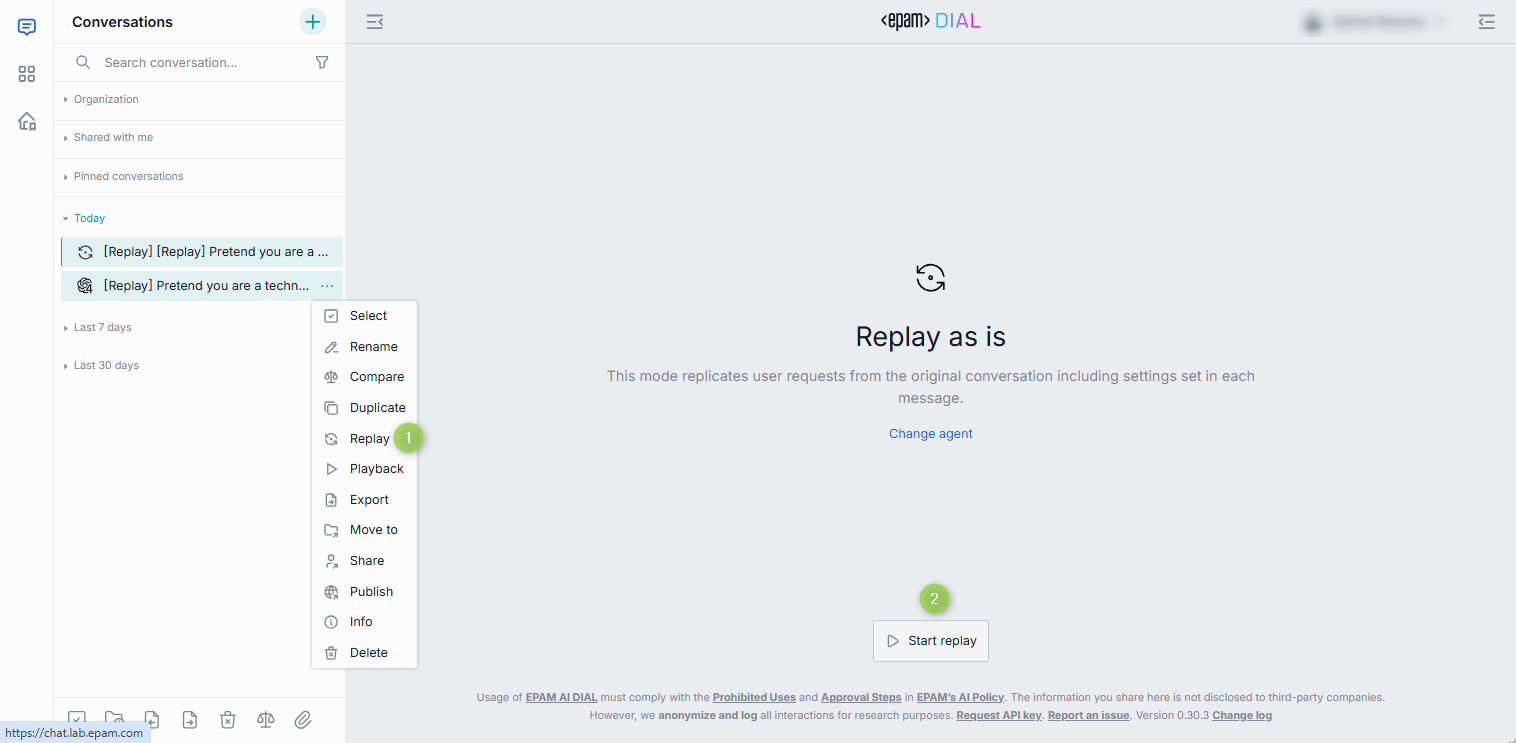 Conversations
<epam> DIAL
Search conversation...
Organization
Shared with me
Pinned conversations
Today
[Replay] [Replay] Pretend you are a ...
[Replay] Pretend you are a techn...
Last 7 days
Last 30 days
Select
Rename
Compare
Duplicate
Replay 1
Playback
Export
Move to
Share
Publish
Info
Delete
Replay as is
This mode replicates user requests from the original conversation including settings set in each
message.
Change agent
2
Start replay
Usage of EPAM AI DIAL must comply with the Prohibited Uses and Approval Steps in EPAM's AI Policy. The information you share here is not disclosed to third-party companies.
However, we anonymize and log all interactions for research purposes. Request API key. Report an issue. Version 0.30.3 Change log
https://chat.lab.epam.com